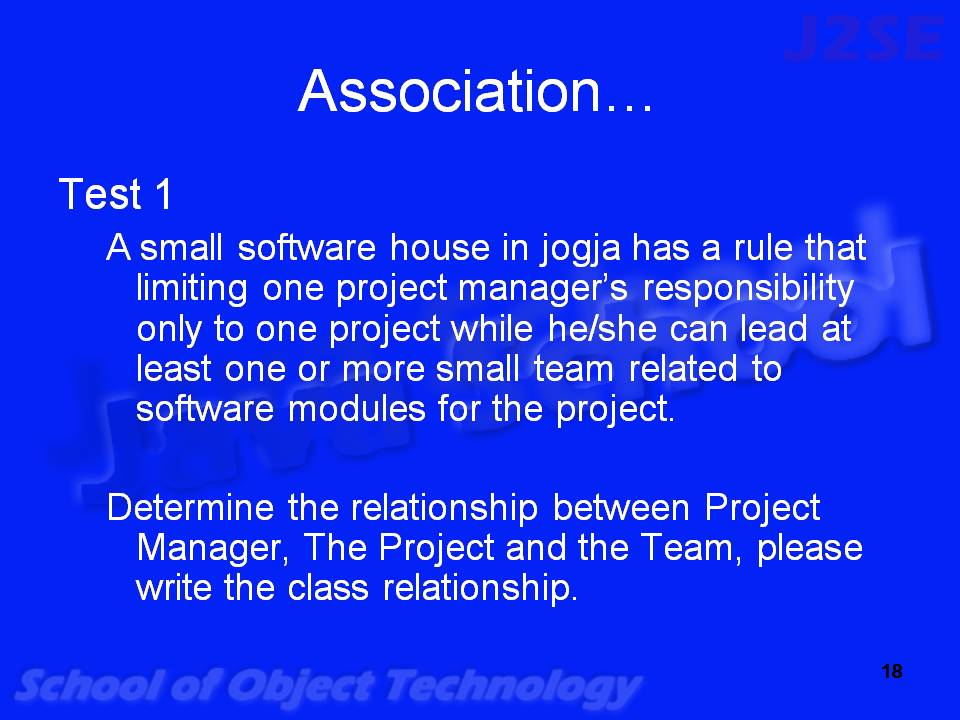 J2SE
Association...
Test 1
A small software house in jogja has a rule that
limiting one project manager's responsibility
only to one project while he/she can lead at
least one or more small team related to
software modules for the project.
Java School
Determine the relationship between Project
Manager, The Project and the Team, please
write the class relationship.
School of Object Technology
18